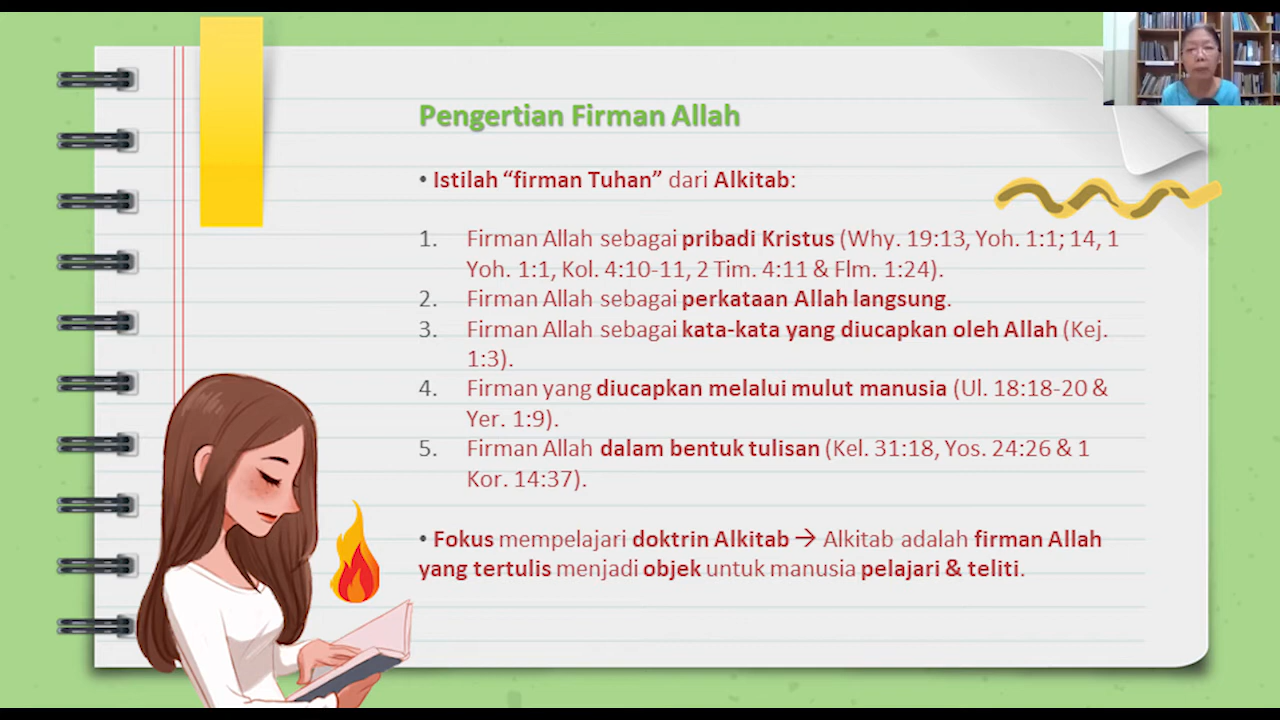 Pengertian Firman Allah
• Istilah “firman Tuhan” dari Alkitab:
1. Firman Allah sebagai pribadi Kristus (Why. 19:13, Yoh. 1:1; 14, 1
Yoh. 1:1, Kol. 4:10-11, 2 Tim. 4:11 & Flm. 1:24).
2. Firman Allah sebagai perkataan Allah langsung.
3. Firman Allah sebagai kata-kata yang diucapkan oleh Allah (Kej.
1:3).
4. Firman yang diucapkan melalui mulut manusia (Ul. 18:18-20 &
Yer. 1:9).
5. Firman Allah dalam bentuk tulisan (Kel. 31:18, Yos. 24:26 & 1
Kor. 14:37).
• Fokus mempelajari doktrin Alkitab → Alkitab adalah firman Allah
yang tertulis menjadi objek untuk manusia pelajari & teliti.